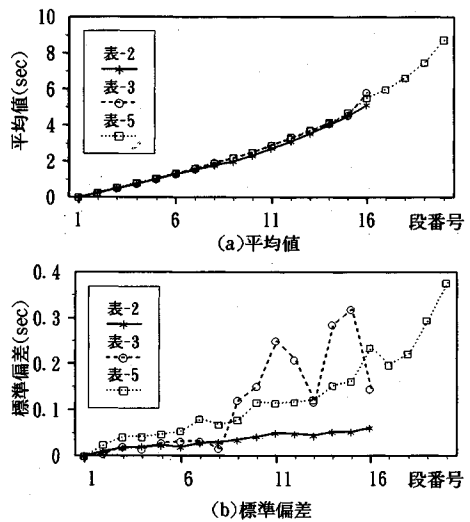 平均値(sec)
10
8
6
4
2
0
表-2
表-3
表-5
1 6 11 16 段番号
(a)平均値
標準偏差(sec)
0.4
0.3
0.2
0.1
0
表-2
表-3
表-5
1 6 11 16 段番号
(b)標準偏差